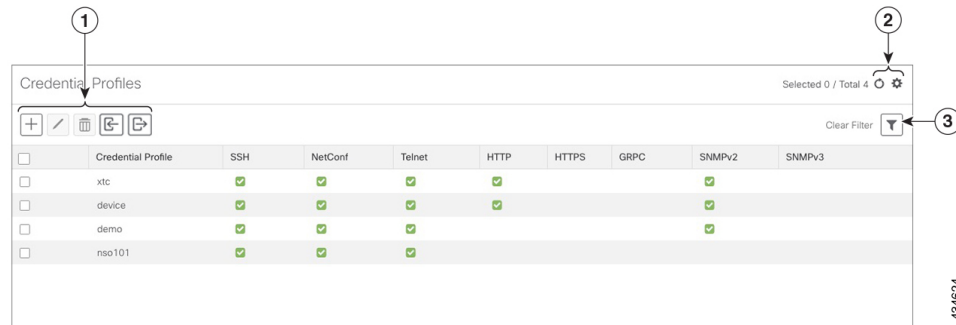 1
2
Credential Profiles
Selected 0 / Total 4
Clear Filter
3
Credential Profile SSH NetConf Telnet HTTP HTTPS GRPC SNMPv2 SNMPv3
xtc
device
demo
nso101